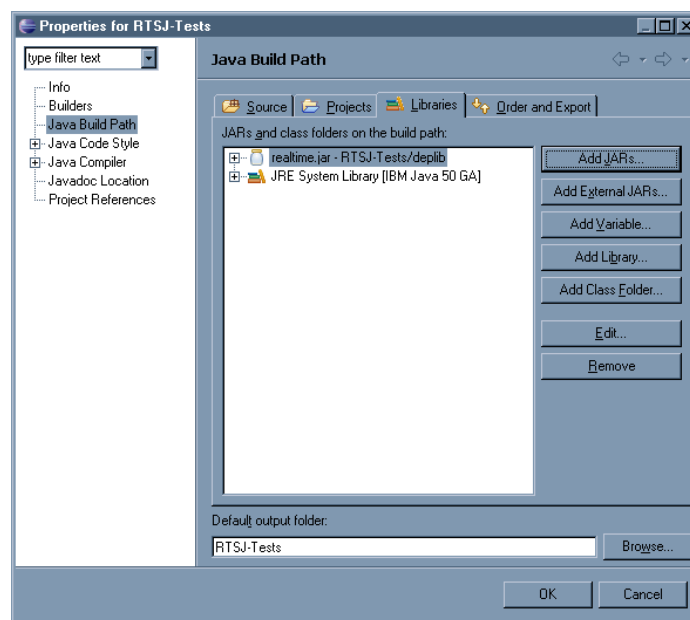 Properties for RTSJ-Tests
type filter text
Info
Builders
Java Build Path
Java Code Style
Java Compiler
Javadoc Location
Project References
Java Build Path
Source Projects Libraries Order and Export
JARs and class folders on the build path:
realtime.jar - RTSJ-Tests/deplib
JRE System Library [IBM Java 50 GA]
Add JARs...
Add External JARs...
Add Variable...
Add Library...
Add Class Folder...
Edit...
Remove
Default output folder:
RTSJ-Tests
Browse...
OK Cancel